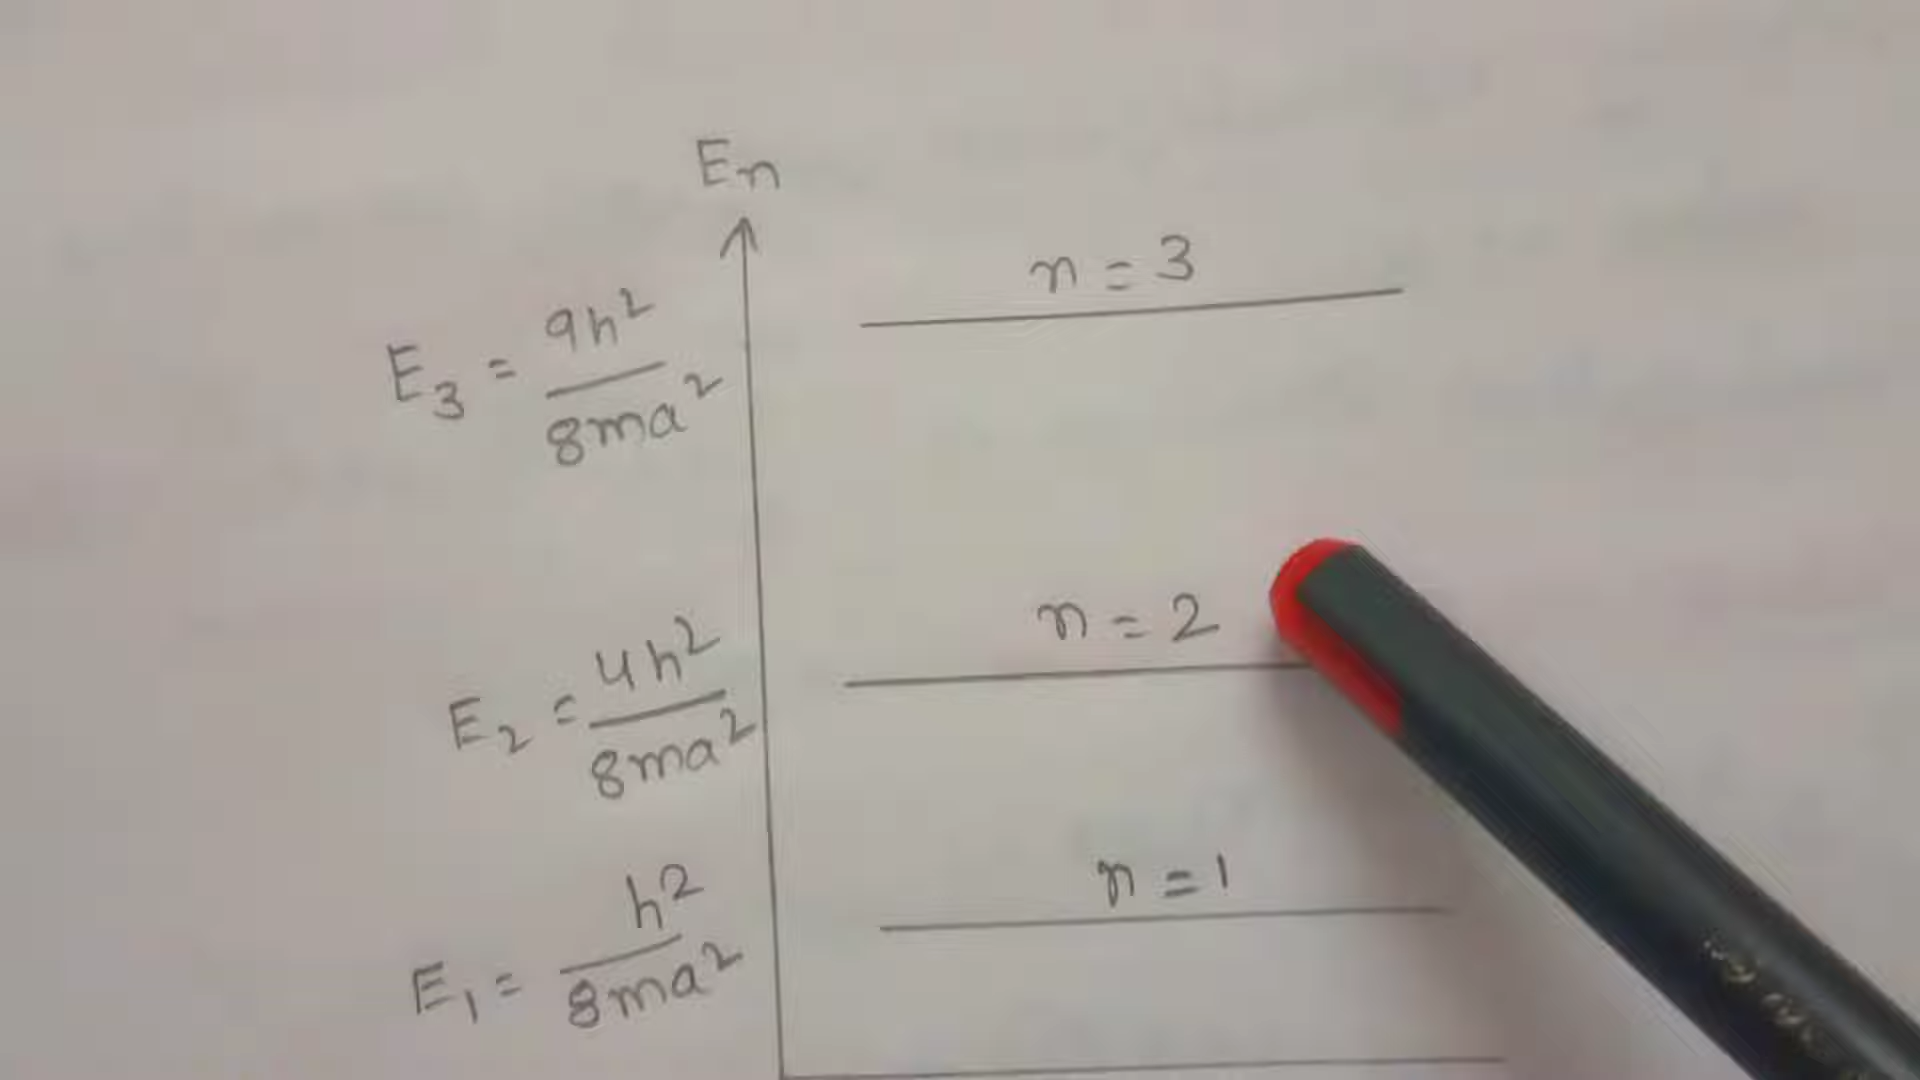 En
n = 3
E₃ = 9h²/8ma²
n = 2
E₂ = 4h²/8ma²
n = 1
E₁ = h²/8ma²